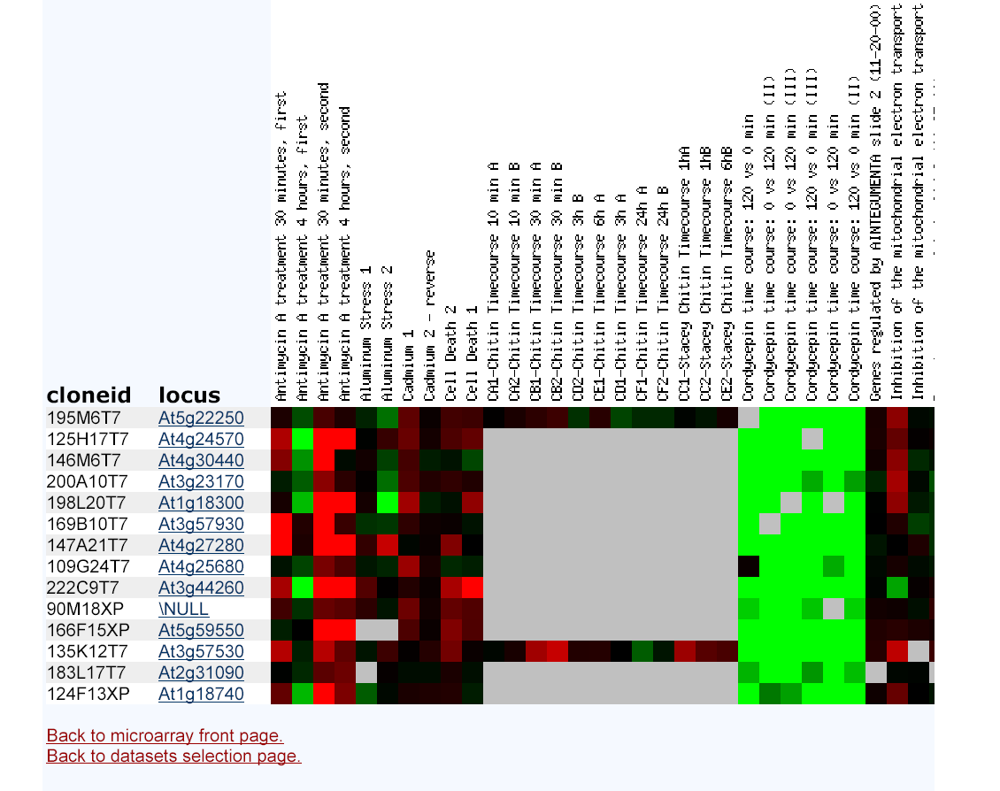 Antimycin A treatment 30 minutes, first
Antimycin A treatment 4 hours, first
Antimycin A treatment 30 minutes, second
Antimycin A treatment 4 hours, second
Aluminum Stress 1
Aluminum Stress 2
Cadmium 1
Cadmium 2 - reverse
Cell Death 2
Cell Death 1
CA1-Chitin Timecourse 10 min A
CA2-Chitin Timecourse 10 min B
CB1-Chitin Timecourse 30 min A
CB2-Chitin Timecourse 30 min B
CD2-Chitin Timecourse 3h B
CE1-Chitin Timecourse 6h A
CD1-Chitin Timecourse 3h A
CF1-Chitin Timecourse 24h A
CF2-Chitin Timecourse 24h B
CC1-Stacey Chitin Timecourse 1hA
CC2-Stacey Chitin Timecourse 1hB
CE2-Stacey Chitin Timecourse 6hB
Cordycepin time course: 120 vs 0 min
Cordycepin time course: 0 vs 120 min (II)
Cordycepin time course: 0 vs 120 min (III)
Cordycepin time course: 120 vs 0 min (III)
Cordycepin time course: 0 vs 120 min
Cordycepin time course: 120 vs 0 min (II)
Genes regulated by AINTEGUMENTA slide 2 (11-20-00)
Inhibition of the mitochondrial electron transport
Inhibition of the mitochondrial electron transport
cloneid locus
195M6T7 At5g22250
125H17T7 At4g24570
146M6T7 At4g30440
200A10T7 At3g23170
198L20T7 At1g18300
169B10T7 At3g57930
147A21T7 At4g27280
109G24T7 At4g25680
222C9T7 At3g44260
90M18XP \NULL
166F15XP At5g59550
135K12T7 At3g57530
183L17T7 At2g31090
124F13XP At1g18740
Back to microarray front page.
Back to datasets selection page.